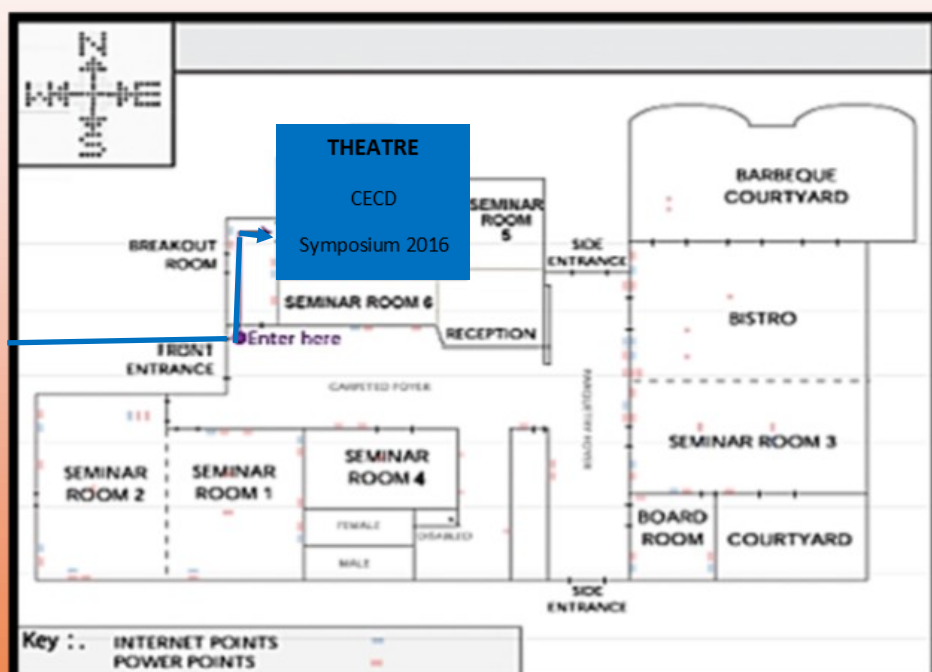 N
W E
S
THEATRE
CECD
Symposium 2016
SEMINAR
ROOM
5
BARBEQUE
COURTYARD
BREAKOUT
ROOM
SIDE
ENTRANCE
SEMINAR ROOM 6
BISTRO
Enter here
RECEPTION
FRONT
ENTRANCE
CARPETED FOYER
PARQUETRY FOYER
SEMINAR ROOM 3
SEMINAR
ROOM 2
SEMINAR
ROOM 1
SEMINAR
ROOM 4
FEMALE
DISABLED
MALE
BOARD
ROOM
COURTYARD
SIDE
ENTRANCE
Key :.
INTERNET POINTS
POWER POINTS